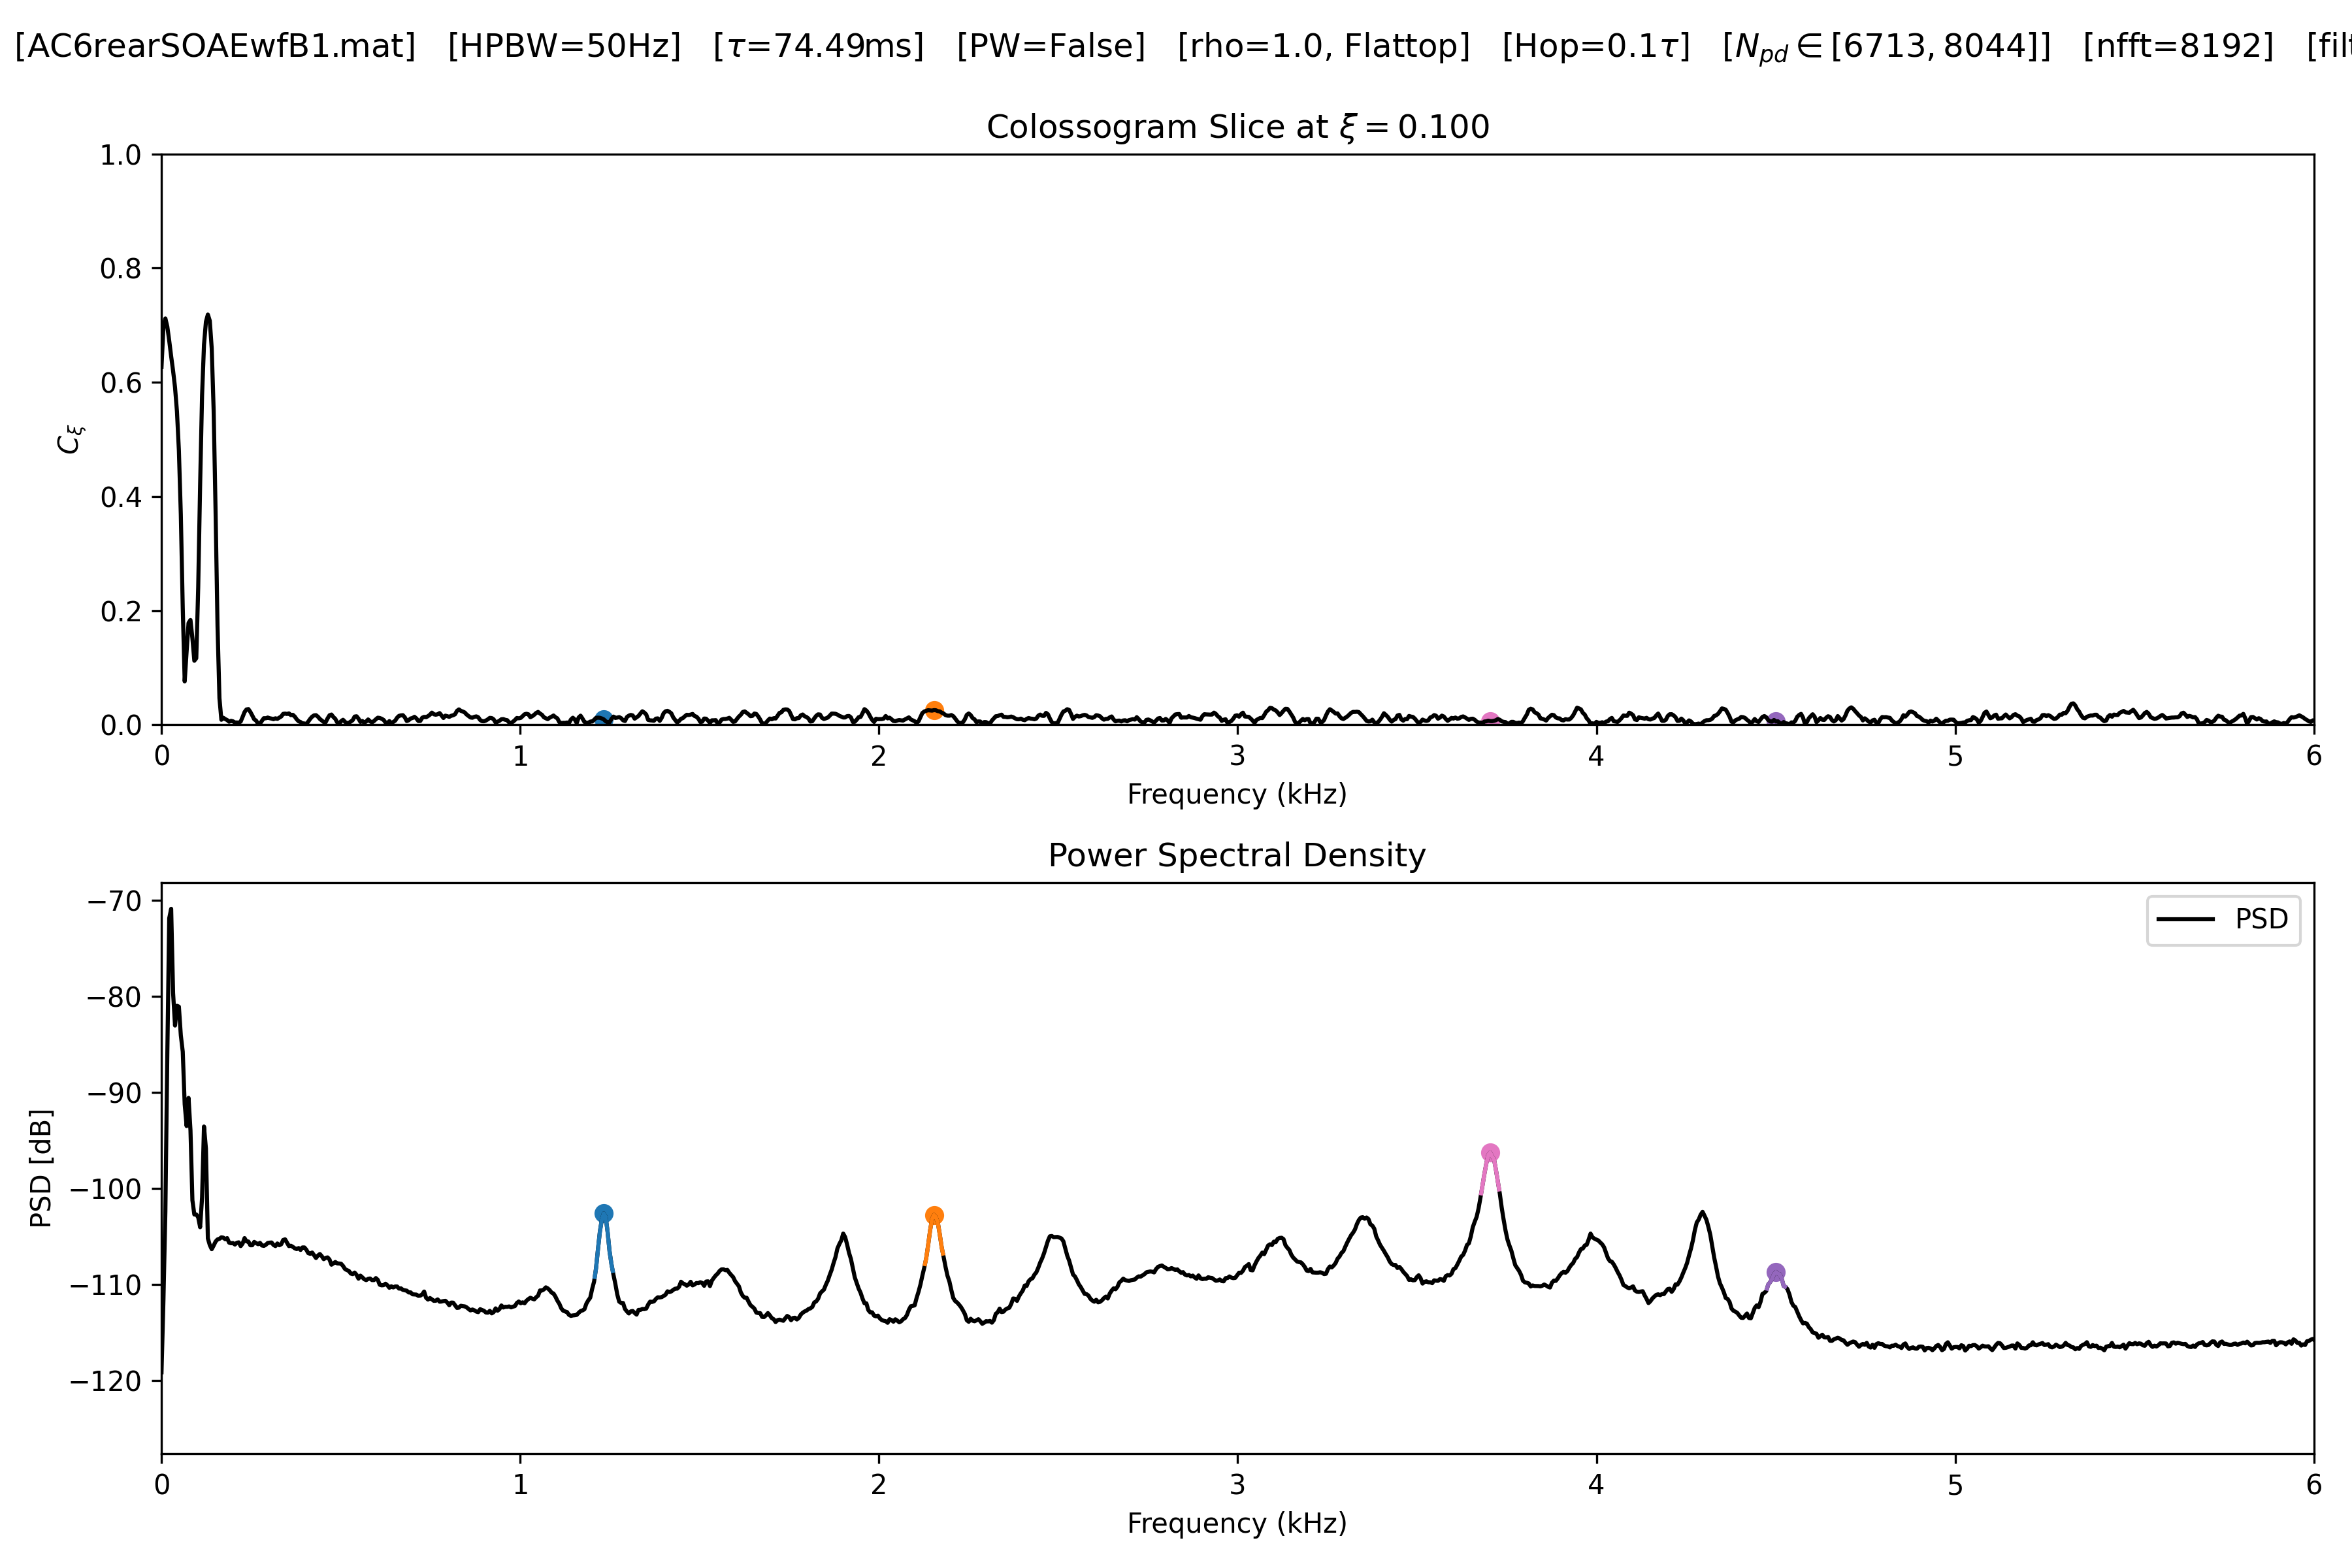 [AC6rearSOAEwfB1.mat] [HPBW=50Hz] [τ=74.49ms] [PW=False] [rho=1.0, Flattop] [Hop=0.1τ] [N_pd ∈ [6713, 8044]] [nfft=8192]
Colossogram Slice at ξ = 0.100
1.0
0.8
0.6
0.4
0.2
0.0
C_ξ
0 1 2 3 4 5 6
Frequency (kHz)
Power Spectral Density
−70
−80
−90
−100
−110
−120
PSD [dB]
PSD
0 1 2 3 4 5 6
Frequency (kHz)